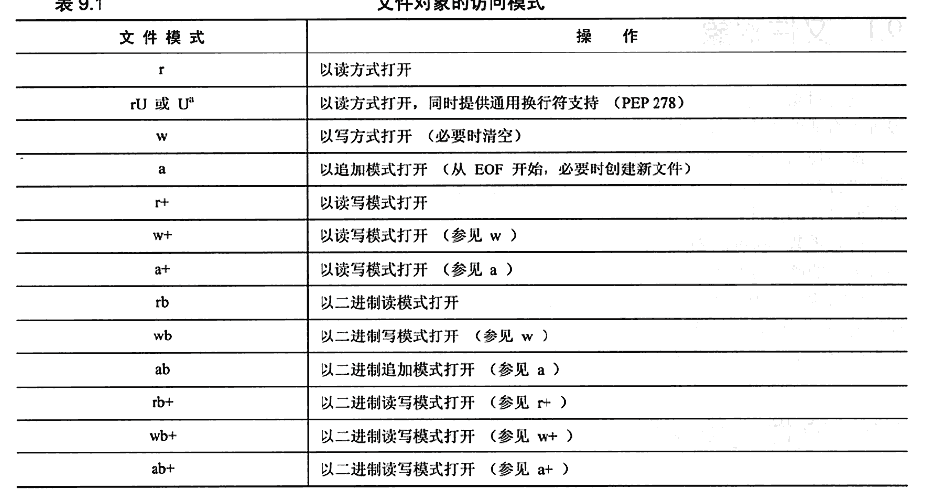 表 9.1 文件对象的访问模式
文件模式 操作
r 以读方式打开
rU 或 Uª 以读方式打开，同时提供通用换行符支持（PEP 278）
w 以写方式打开（必要时清空）
a 以追加模式打开（从 EOF 开始，必要时创建新文件）
r+ 以读写模式打开
w+ 以读写模式打开（参见 w ）
a+ 以读写模式打开（参见 a ）
rb 以二进制读模式打开
wb 以二进制写模式打开（参见 w ）
ab 以二进制追加模式打开（参见 a ）
rb+ 以二进制读写模式打开（参见 r+ ）
wb+ 以二进制读写模式打开（参见 w+ ）
ab+ 以二进制读写模式打开（参见 a+ ）